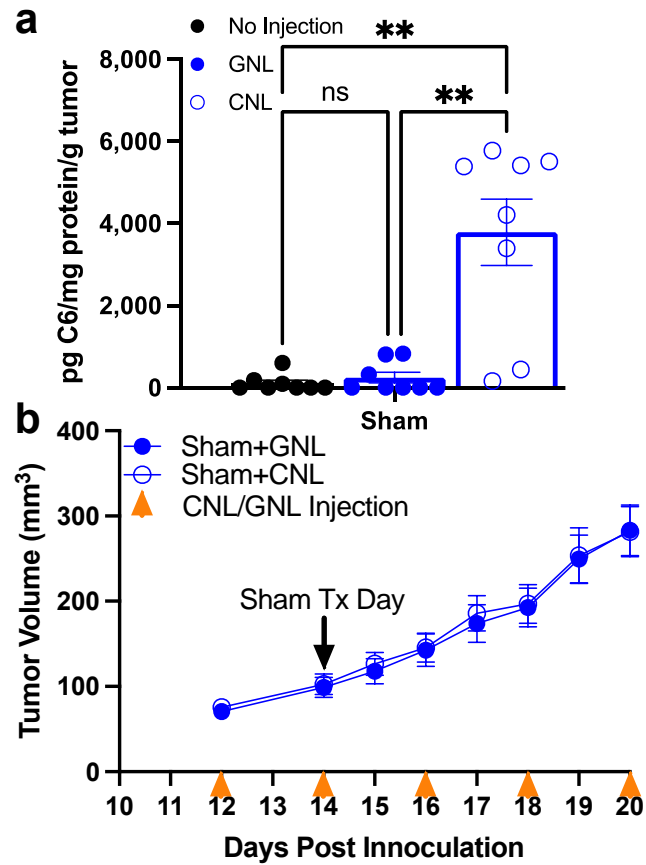 a
No Injection
GNL
CNL
**
ns
**
8,000
6,000
4,000
2,000
0
pg C6/mg protein/g tumor
Sham
b
Sham+GNL
Sham+CNL
CNL/GNL Injection
Sham Tx Day
400
300
200
100
0
Tumor Volume (mm³)
10 11 12 13 14 15 16 17 18 19 20
Days Post Innoculation